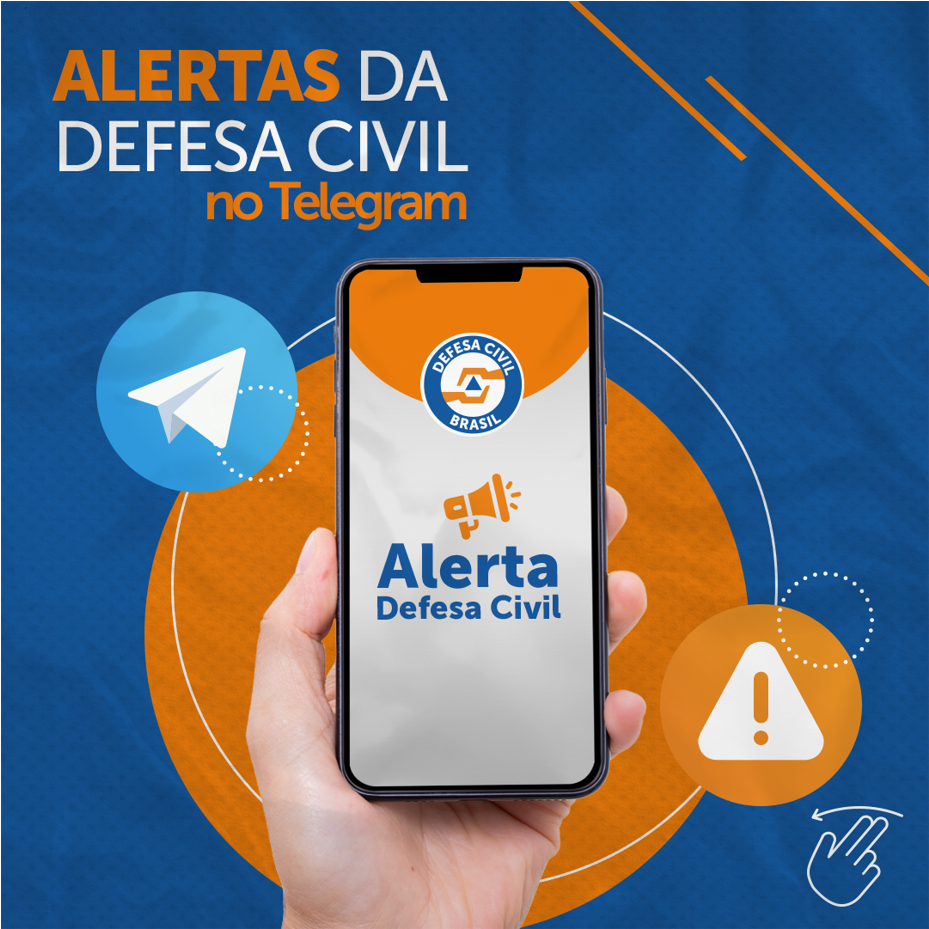 ALERTAS DA
DEFESA CIVIL
no Telegram
DEFESA CIVIL
BRASIL
Alerta
Defesa Civil